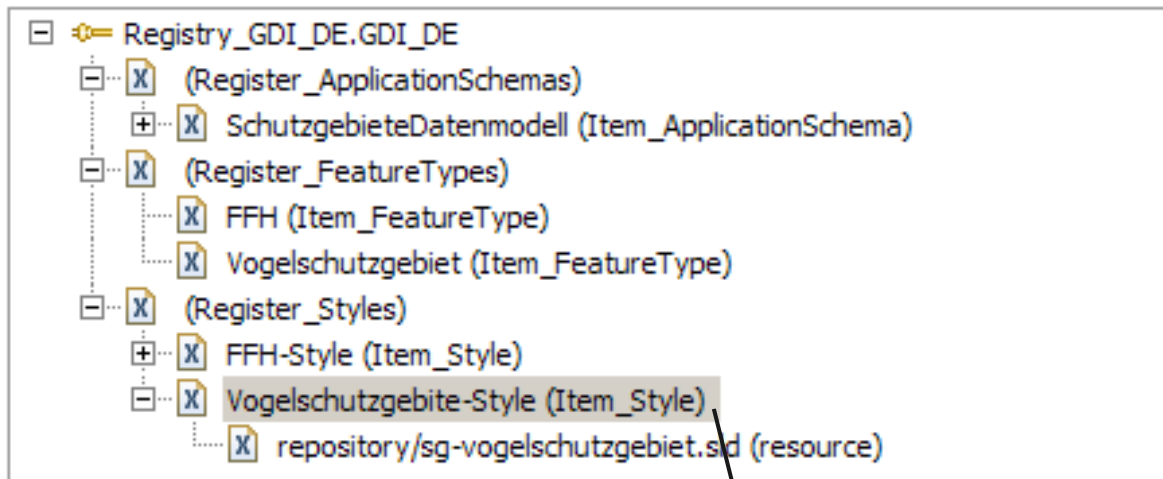 Registry_GDI_DE.GDI_DE
(Register_ApplicationSchemas)
SchutzgebieteDatenmodell (Item_ApplicationSchema)
(Register_FeatureTypes)
FFH (Item_FeatureType)
Vogelschutzgebiet (Item_FeatureType)
(Register_Styles)
FFH-Style (Item_Style)
Vogelschutzgebite-Style (Item_Style)
repository/sg-vogelschutzgebiet.sld (resource)